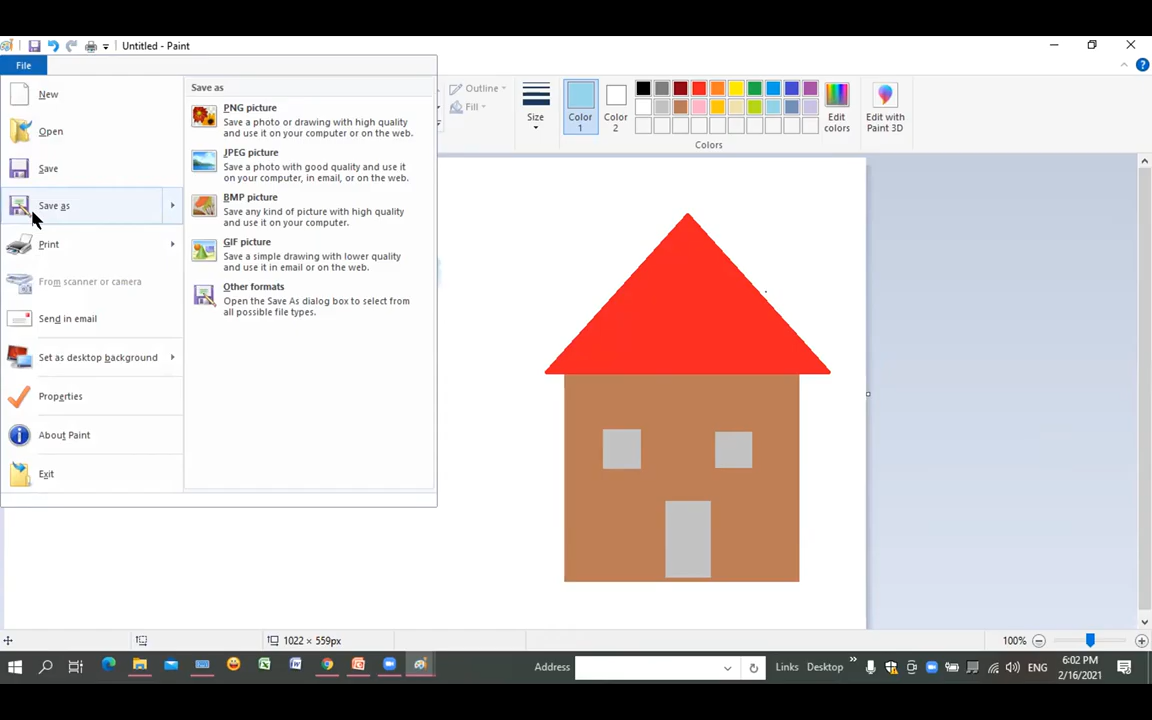 Untitled - Paint
File
New
Open
Save
Save as
Print
From scanner or camera
Send in email
Set as desktop background
Properties
About Paint
Exit
Save as
PNG picture
Save a photo or drawing with high quality
and use it on your computer or on the web.
JPEG picture
Save a photo with good quality and use it
on your computer, in email, or on the web.
BMP picture
Save any kind of picture with high quality
and use it on your computer.
GIF picture
Save a simple drawing with lower quality
and use it in email or on the web.
Other formats
Open the Save As dialog box to select from
all possible file types.
Outline
Fill
Size
Color
1
Color
2
Edit
colors
Edit with
Paint 3D
Colors
1022 × 559px
100%
Address
Links
Desktop
ENG
6:02 PM
2/16/2021